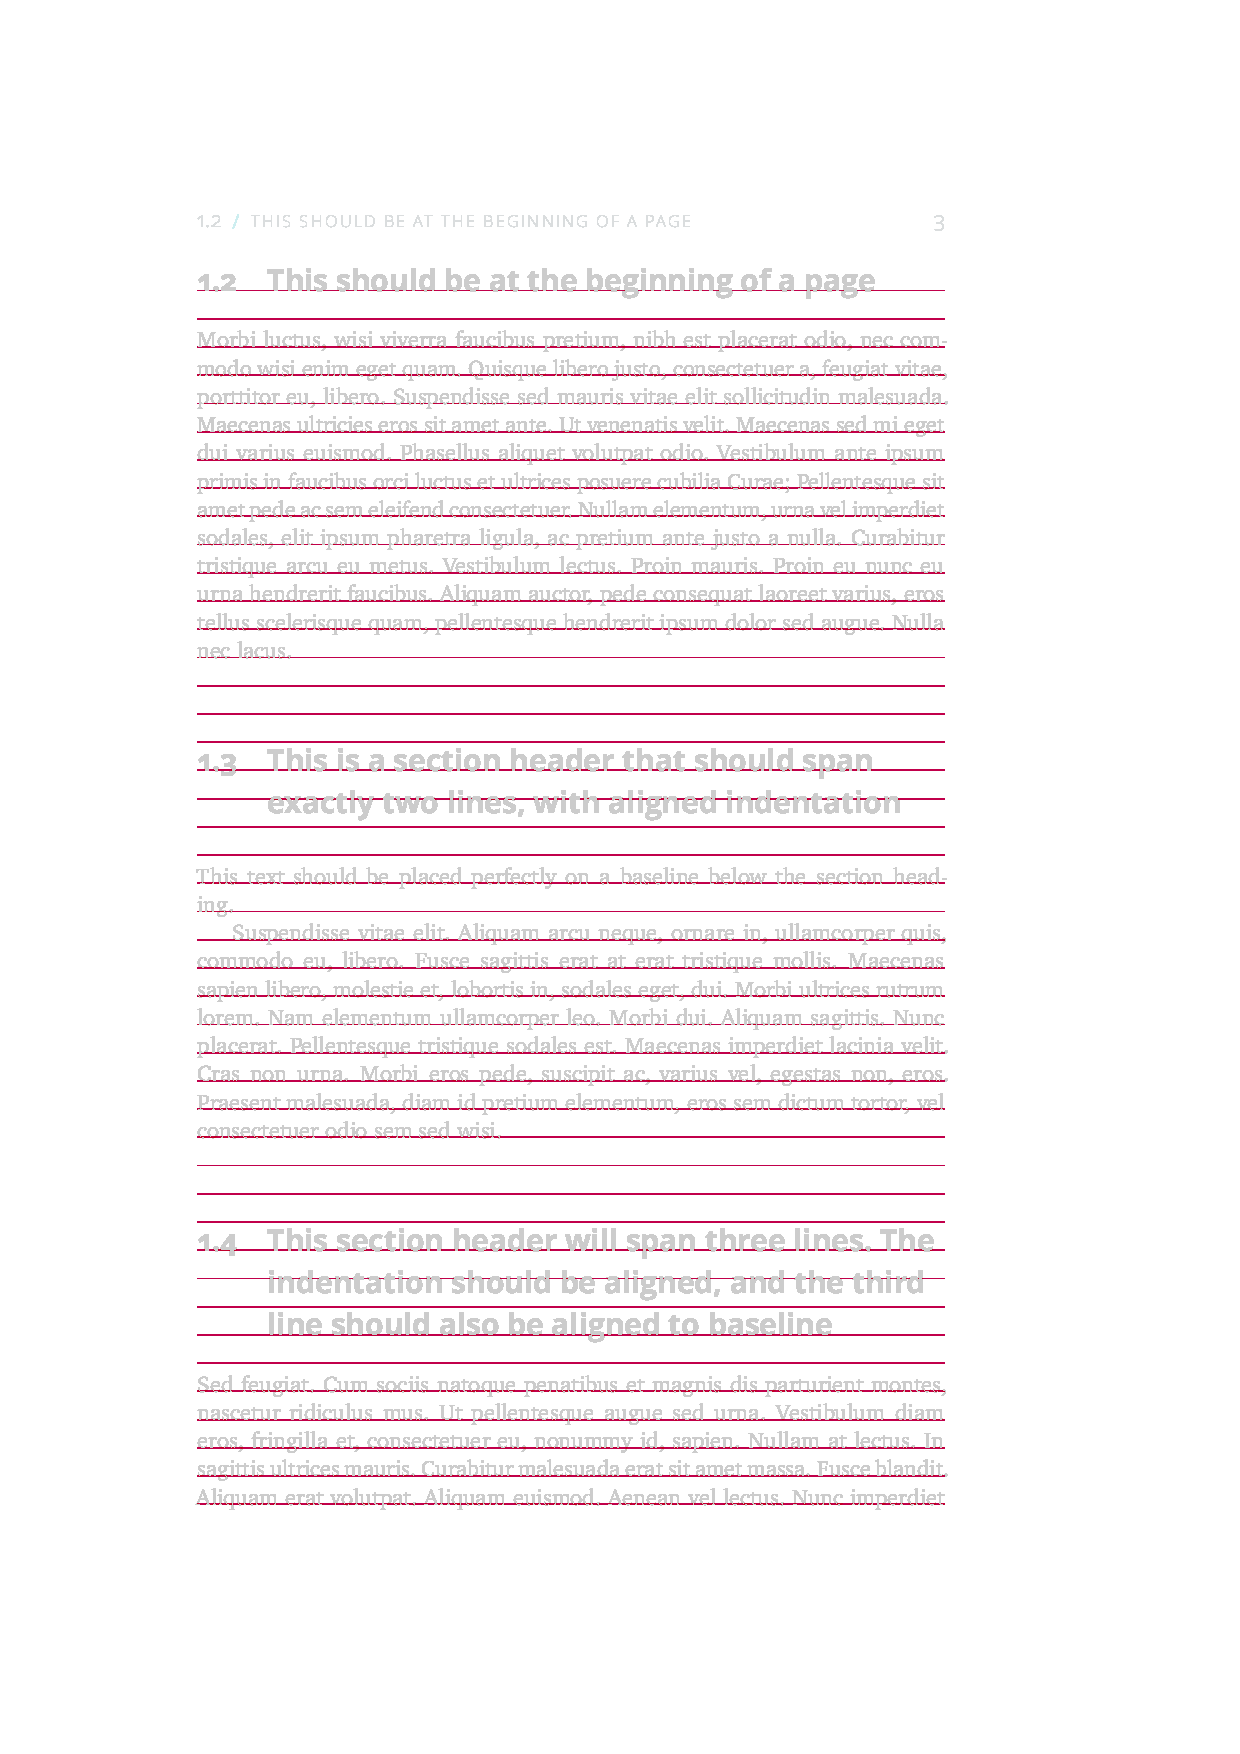 1.2 / THIS SHOULD BE AT THE BEGINNING OF A PAGE 3
1.2 This should be at the beginning of a page
Morbi luctus, wisi viverra faucibus pretium, nibh est placerat odio, nec com-
modo wisi enim eget quam. Quisque libero justo, consectetuer a, feugiat vitae,
porttitor eu, libero. Suspendisse sed mauris vitae elit sollicitudin malesuada.
Maecenas ultricies eros sit amet ante. Ut venenatis velit. Maecenas sed mi eget
dui varius euismod. Phasellus aliquet volutpat odio. Vestibulum ante ipsum
primis in faucibus orci luctus et ultrices posuere cubilia Curae; Pellentesque sit
amet pede ac sem eleifend consectetuer. Nullam elementum, urna vel imperdiet
sodales, elit ipsum pharetra ligula, ac pretium ante justo a nulla. Curabitur
tristique arcu eu metus. Vestibulum lectus. Proin mauris. Proin eu nunc eu
urna hendrerit faucibus. Aliquam auctor, pede consequat laoreet varius, eros
tellus scelerisque quam, pellentesque hendrerit ipsum dolor sed augue. Nulla
nec lacus.
1.3 This is a section header that should span
exactly two lines, with aligned indentation
This text should be placed perfectly on a baseline below the section head-
ing.
Suspendisse vitae elit. Aliquam arcu neque, ornare in, ullamcorper quis,
commodo eu, libero. Fusce sagittis erat at erat tristique mollis. Maecenas
sapien libero, molestie et, lobortis in, sodales eget, dui. Morbi ultrices rutrum
lorem. Nam elementum ullamcorper leo. Morbi dui. Aliquam sagittis. Nunc
placerat. Pellentesque tristique sodales est. Maecenas imperdiet lacinia velit.
Cras non urna. Morbi eros pede, suscipit ac, varius vel, egestas non, eros.
Praesent malesuada, diam id pretium elementum, eros sem dictum tortor, vel
consectetuer odio sem sed wisi.
1.4 This section header will span three lines. The
indentation should be aligned, and the third
line should also be aligned to baseline
Sed feugiat. Cum sociis natoque penatibus et magnis dis parturient montes,
nascetur ridiculus mus. Ut pellentesque augue sed urna. Vestibulum diam
eros, fringilla et, consectetuer eu, nonummy id, sapien. Nullam at lectus. In
sagittis ultrices mauris. Curabitur malesuada erat sit amet massa. Fusce blandit.
Aliquam erat volutpat. Aliquam euismod. Aenean vel lectus. Nunc imperdiet